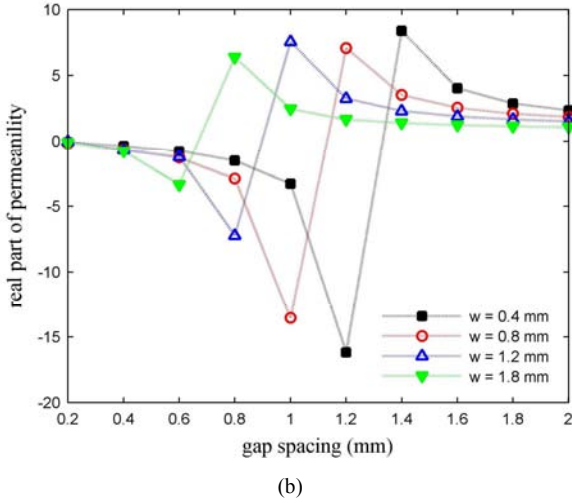 10
5
0
-5
-10
-15
-20
real part of permeanility
0.2 0.4 0.6 0.8 1 1.2 1.4 1.6 1.8 2
gap spacing (mm)
w = 0.4 mm
w = 0.8 mm
w = 1.2 mm
w = 1.8 mm
(b)